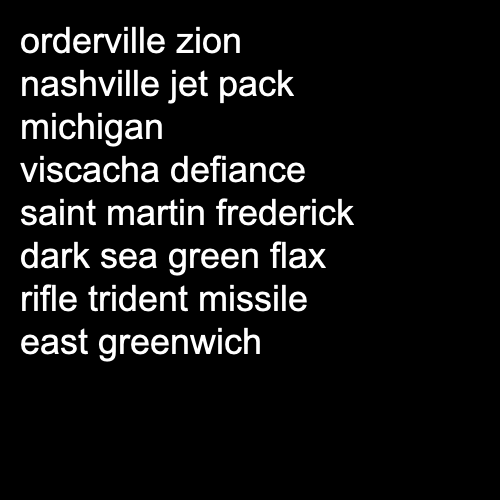 orderville zion
nashville jet pack
michigan
viscacha defiance
saint martin frederick
dark sea green flax
rifle trident missile
east greenwich